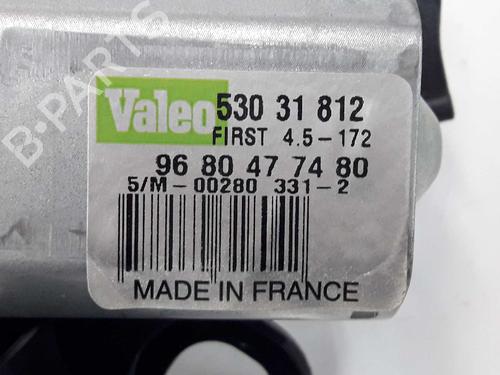 B-PARTS
Valeo 530 31 812
FIRST 4.5-172
96 80 47 74 80
5/M-00280 331-2
MADE IN FRANCE